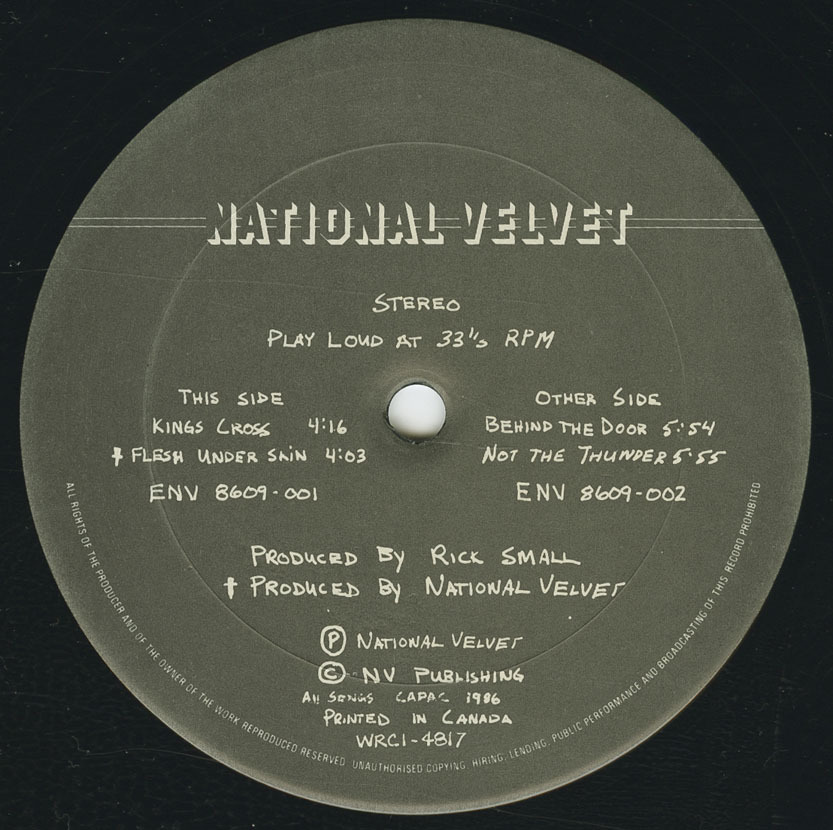 NATIONAL VELVET
STEREO
PLAY LOUD AT 33 1/3 RPM
THIS SIDE
KINGS CROSS 4:16
† FLESH UNDER SKIN 4:03
ENV 8609-001
OTHER SIDE
BEHIND THE DOOR 5:54
NOT THE THUNDER 5:55
ENV 8609-002
PRODUCED BY RICK SMALL
† PRODUCED BY NATIONAL VELVET
Ⓟ NATIONAL VELVET
© NV PUBLISHING
All SONGS CAPAC 1986
PRINTED IN CANADA
WRC1-4817
ALL RIGHTS OF THE PRODUCER AND OF THE OWNER OF THE WORK REPRODUCED RESERVED. UNAUTHORISED COPYING, HIRING, LENDING, PUBLIC PERFORMANCE AND BROADCASTING OF THIS RECORD PROHIBITED